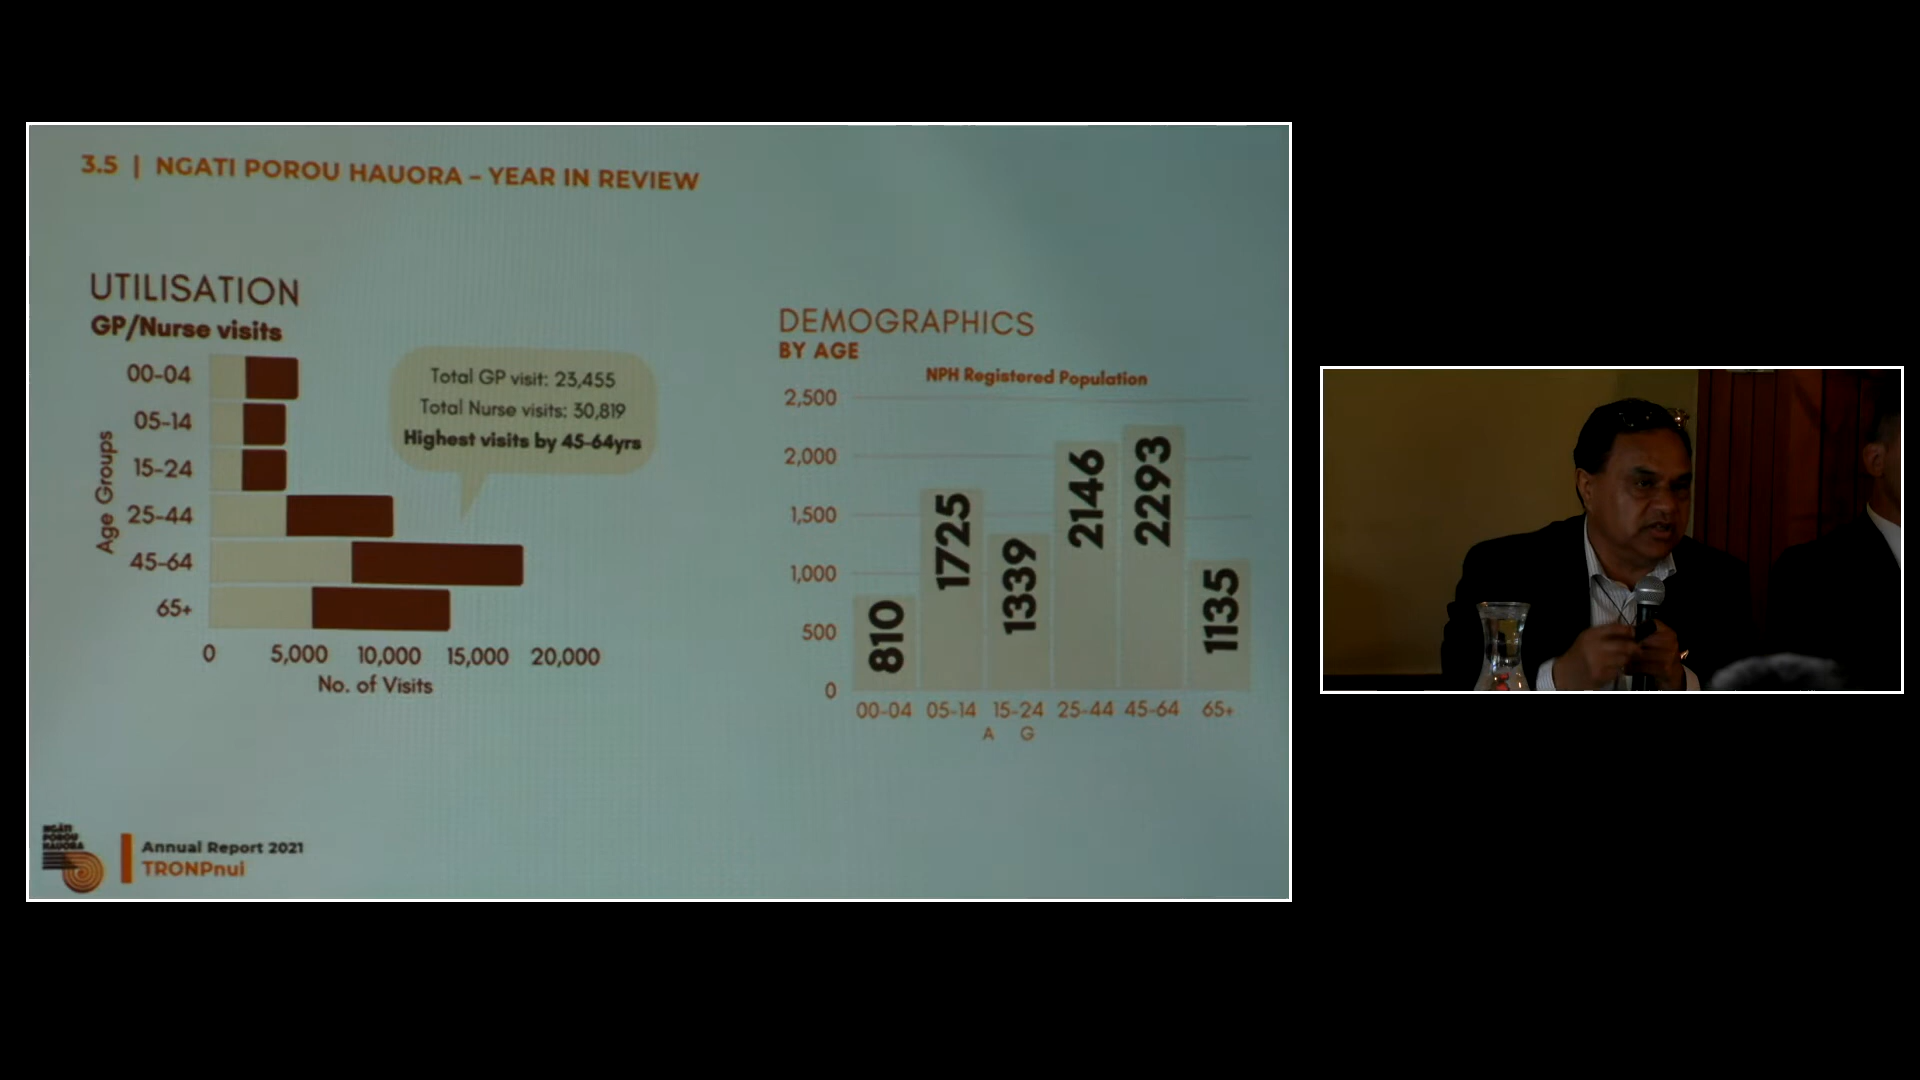 3.5 | NGATI POROU HAUORA – YEAR IN REVIEW
UTILISATION
GP/Nurse visits
Age Groups
00-04
05-14
15-24
25-44
45-64
65+
0 5,000 10,000 15,000 20,000
No. of Visits
Total GP visit: 23,455
Total Nurse visits: 30,819
Highest visits by 45-64yrs
DEMOGRAPHICS
BY AGE
NPH Registered Population
2,500
2,000
1,500
1,000
500
0
810
1725
1339
2146
2293
1135
00-04 05-14 15-24 25-44 45-64 65+
A G
NGĀTI
POROU
HAUORA
Annual Report 2021
TRONPnui